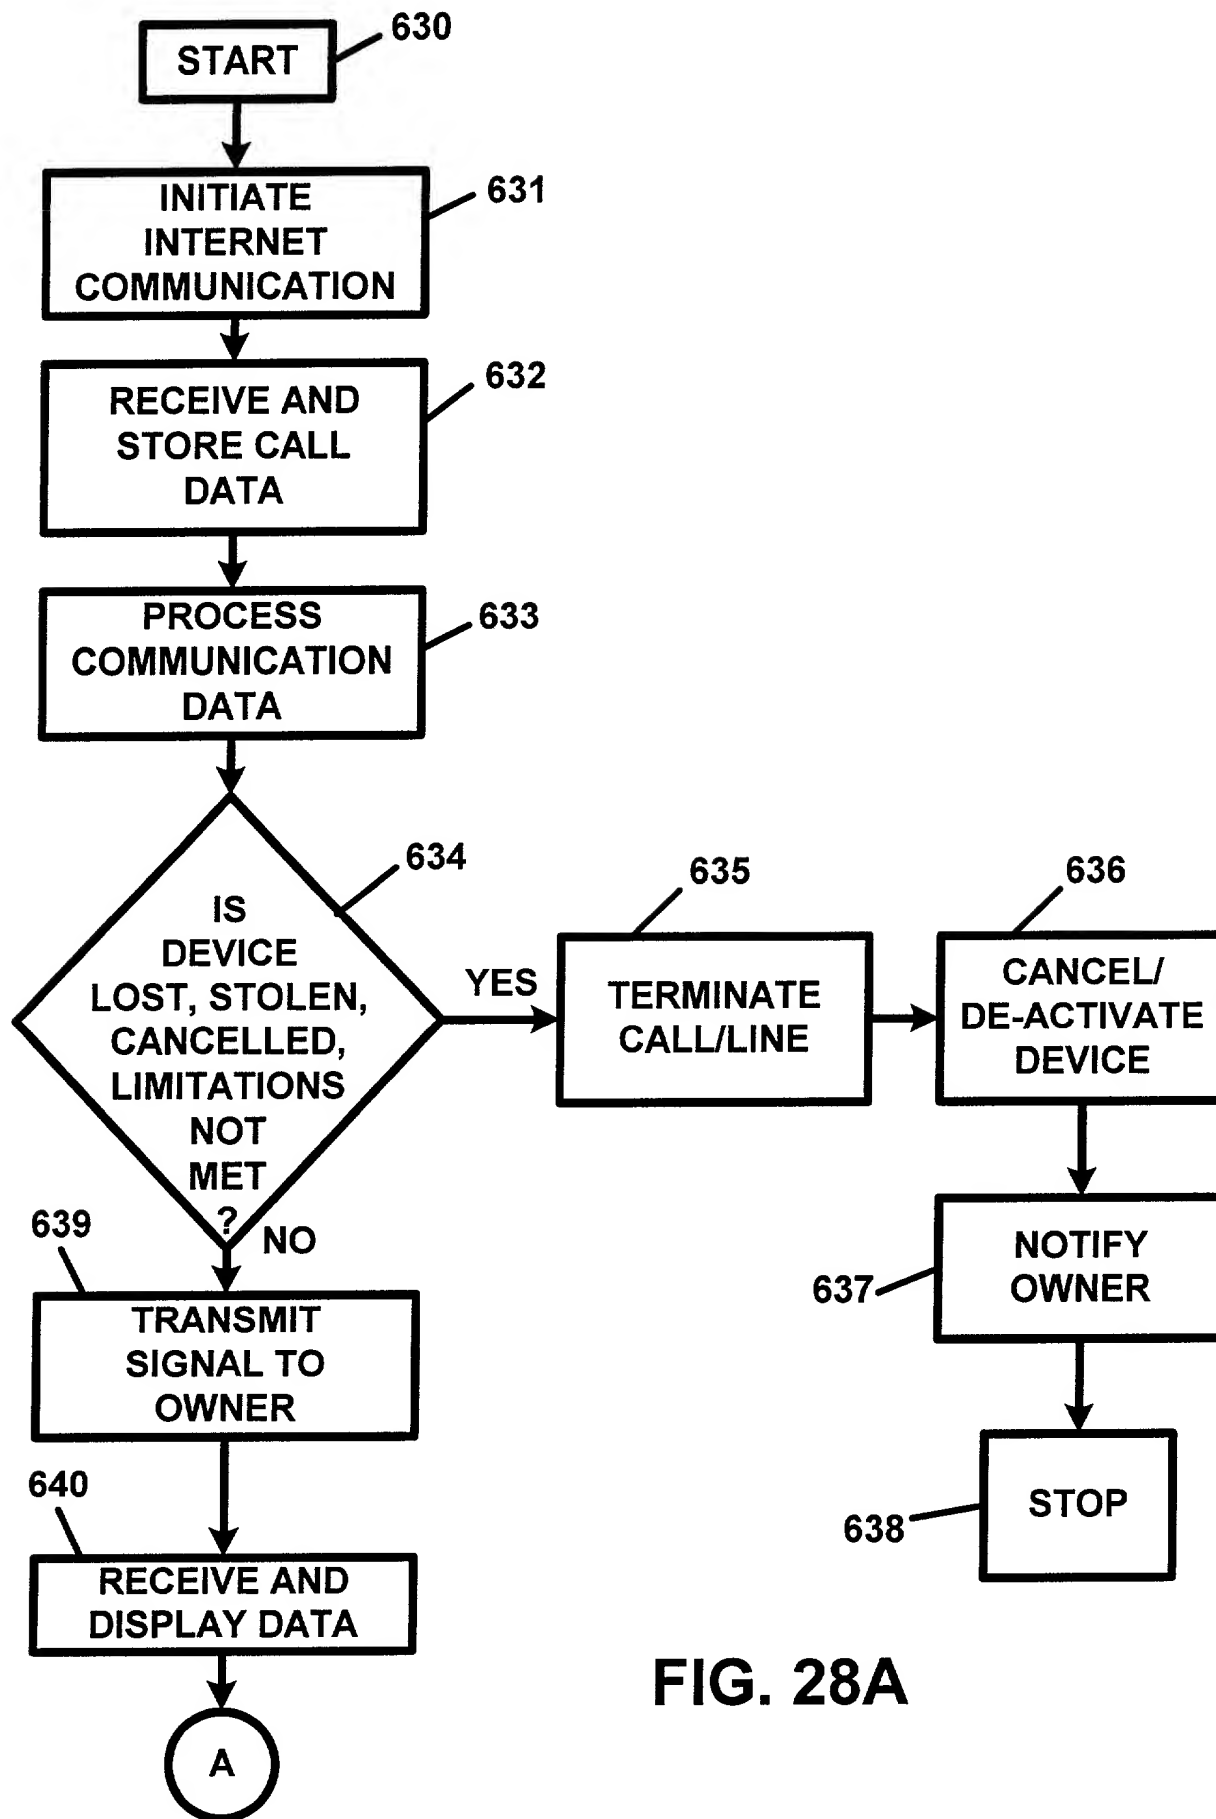 START
630
INITIATE
INTERNET
COMMUNICATION
631
RECEIVE AND
STORE CALL
DATA
632
PROCESS
COMMUNICATION
DATA
633
IS
DEVICE
LOST, STOLEN,
CANCELLED,
LIMITATIONS
NOT
MET
?
634
YES
TERMINATE
CALL/LINE
635
CANCEL/
DE-ACTIVATE
DEVICE
636
NOTIFY
OWNER
637
STOP
638
NO
639
TRANSMIT
SIGNAL TO
OWNER
640
RECEIVE AND
DISPLAY DATA
A
FIG. 28A